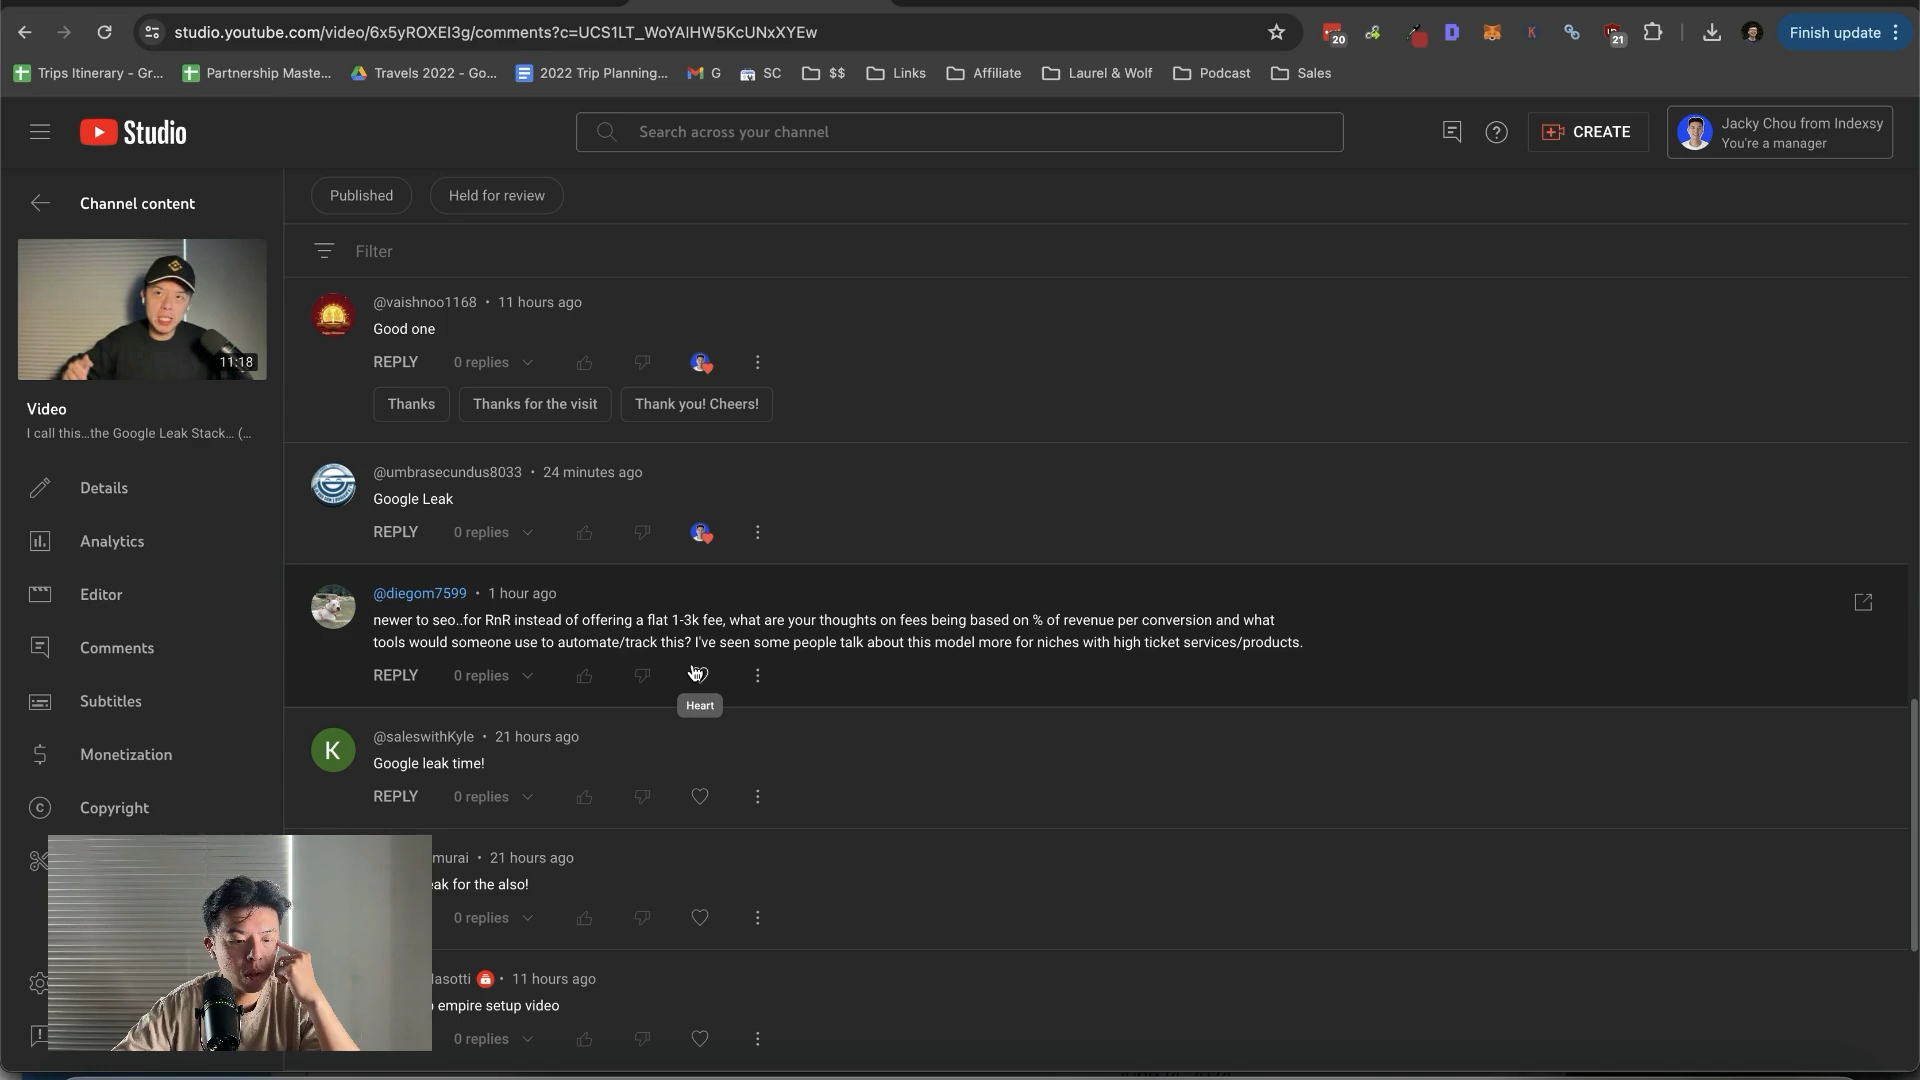 studio.youtube.com/video/6x5yROXEI3g/comments?c=UCS1LT_WoYAlHW5KcUNxXYEw
20
D
K
21
Finish update
Trips Itinerary - Gr...
Partnership Maste...
Travels 2022 - Go...
2022 Trip Planning...
G
SC
$$
Links
Affiliate
Laurel & Wolf
Podcast
Sales
Studio
Search across your channel
CREATE
Jacky Chou from Indexsy
You're a manager
Channel content
11:18
Video
I call this...the Google Leak Stack... (...
Details
Analytics
Editor
Comments
Subtitles
Monetization
Copyright
Published
Held for review
Filter
@vaishnoo1168 • 11 hours ago
Good one
REPLY 0 replies
Thanks
Thanks for the visit
Thank you! Cheers!
@umbrasecundus8033 • 24 minutes ago
Google Leak
REPLY 0 replies
@diegom7599 • 1 hour ago
newer to seo..for RnR instead of offering a flat 1-3k fee, what are your thoughts on fees being based on % of revenue per conversion and what
tools would someone use to automate/track this? I've seen some people talk about this model more for niches with high ticket services/products.
REPLY 0 replies
Heart
K
@saleswithKyle • 21 hours ago
Google leak time!
REPLY 0 replies
murai • 21 hours ago
eak for the also!
0 replies
lasotti • 11 hours ago
empire setup video
0 replies